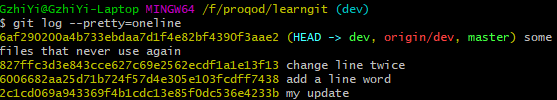 GzhiYi@GzhiYi-Laptop MINGW64 /f/proqod/learngit (dev)
$ git log --pretty=oneline
6af290200a4b733ebdaa7d1f4e82bf4390f3aae2 (HEAD -> dev, origin/dev, master) some
files that never use again
827ffc3d3e843cce627c69e2562ecdf1a1e13f13 change line twice
6006682aa25d71b724f57d4e305e103fcdff7438 add a line word
2c1cd069a943369f4b1cdc13e85f0dc536e4233b my update